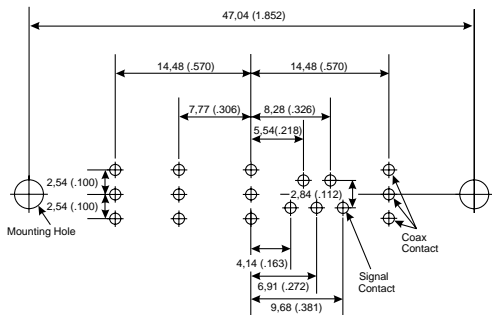 47,04 (1.852)
14,48 (.570)
14,48 (.570)
7,77 (.306)
8,28 (.326)
5,54(.218)
2,54 (.100)
2,84 (.112)
2,54 (.100)
Mounting Hole
Coax
Contact
4,14 (.163)
Signal
Contact
6,91 (.272)
9,68 (.381)